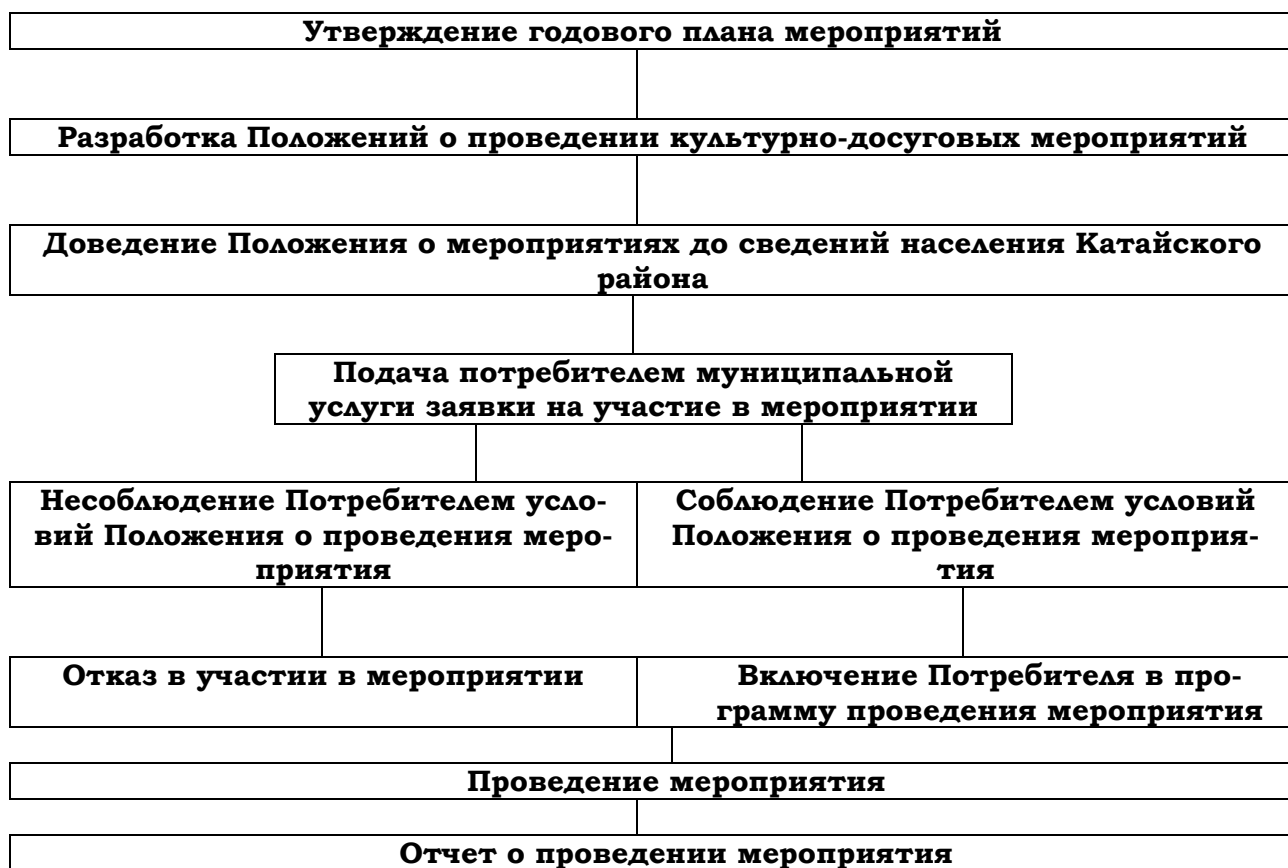 Утверждение годового плана мероприятий
Разработка Положений о проведении культурно-досуговых мероприятий
Доведение Положения о мероприятиях до сведений населения Катайского
района
Подача потребителем муниципальной
услуги заявки на участие в мероприятии
Несоблюдение Потребителем усло-
вий Положения о проведения меро-
приятия
Соблюдение Потребителем условий
Положения о проведения мероприя-
тия
Отказ в участии в мероприятии
Включение Потребителя в про-
грамму проведения мероприятия
Проведение мероприятия
Отчет о проведении мероприятия